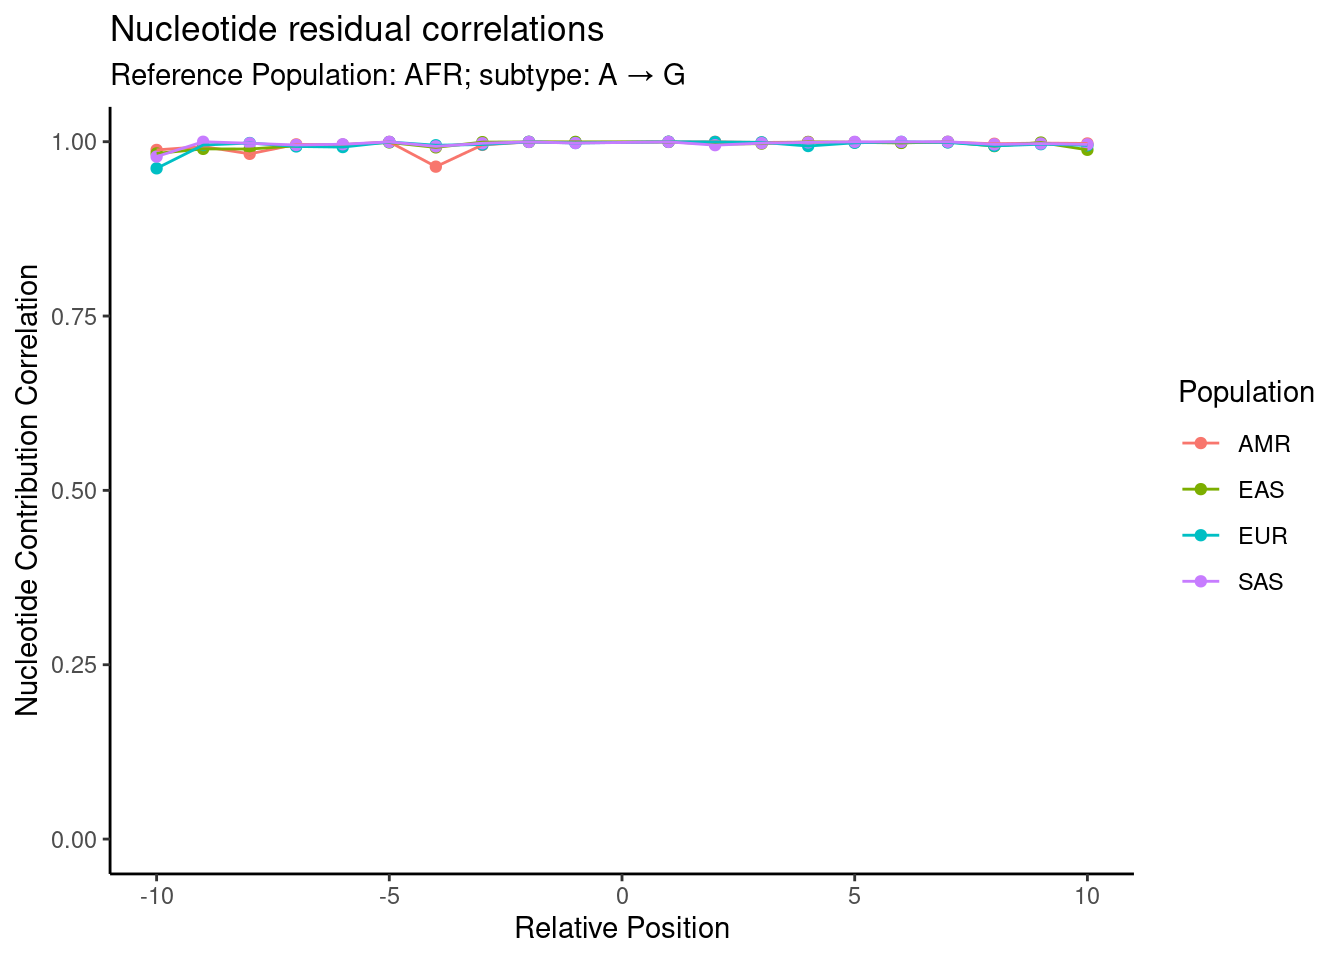 Nucleotide residual correlations
Reference Population: AFR; subtype: A → G
Nucleotide Contribution Correlation
1.00
0.75
0.50
0.25
0.00
-10
-5
0
5
10
Relative Position
Population
AMR
EAS
EUR
SAS